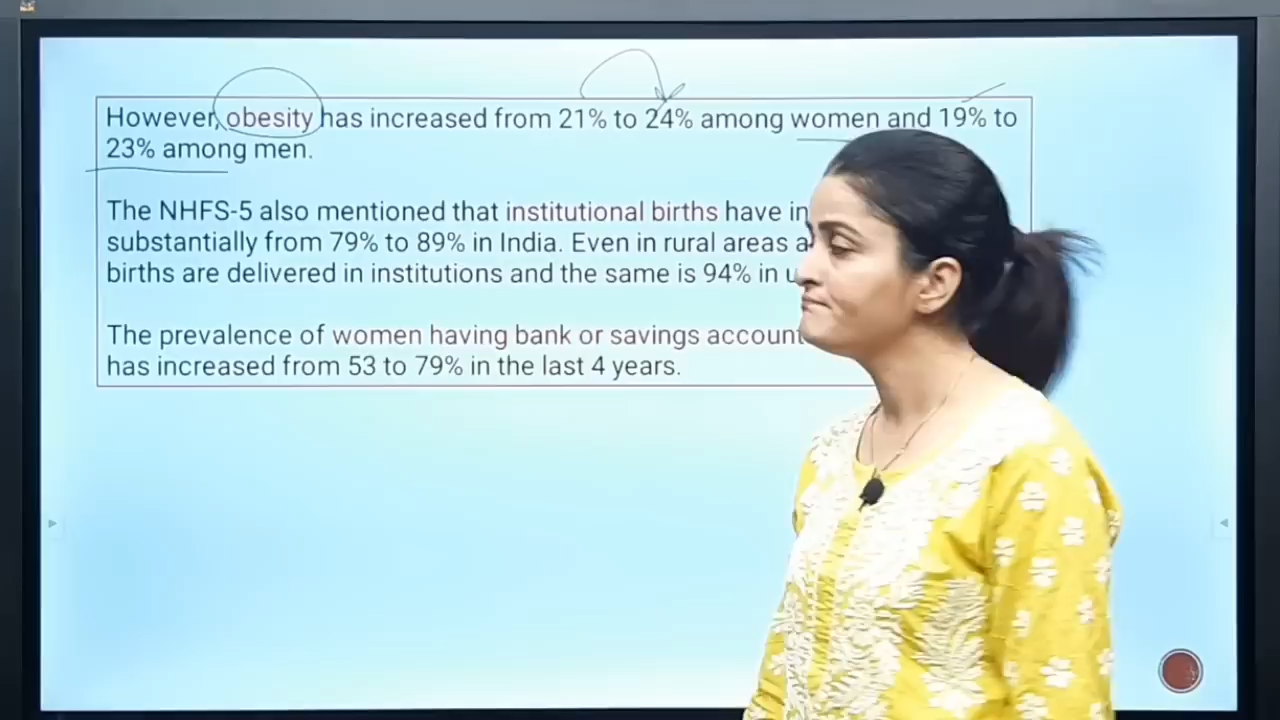 However, obesity has increased from 21% to 24% among women and 19% to
23% among men.
The NHFS-5 also mentioned that institutional births have
substantially from 79% to 89% in India. Even in rural areas
births are delivered in institutions and the same is 94% in
The prevalence of women having bank or savings account
has increased from 53 to 79% in the last 4 years.